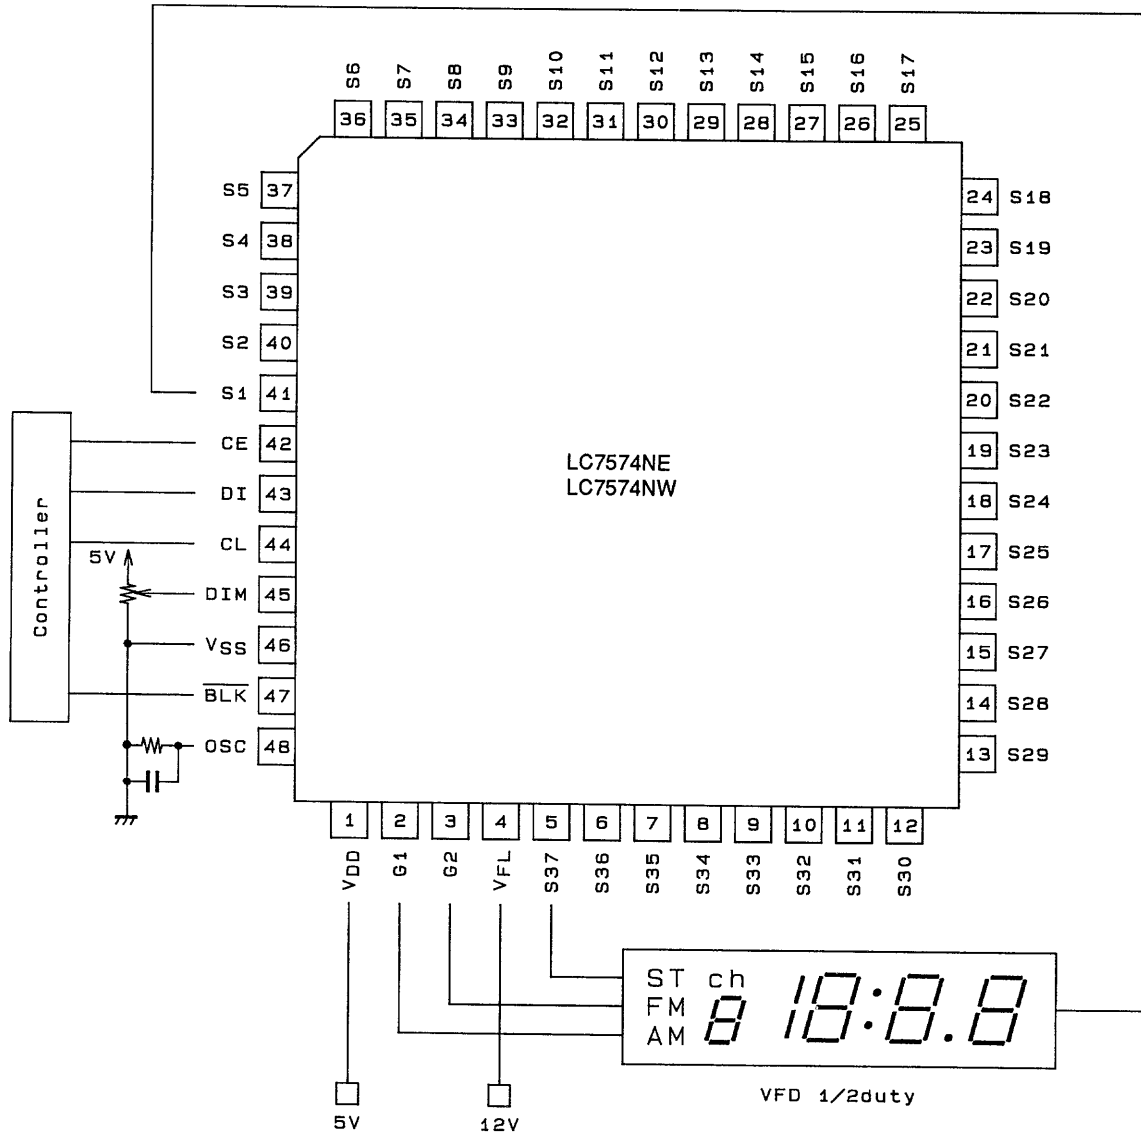 S6 S7 S8 S9 S10 S11 S12 S13 S14 S15 S16 S17
36 35 34 33 32 31 30 29 28 27 26 25
S5 37
S4 38
S3 39
S2 40
S1 41
CE 42
DI 43
CL 44
DIM 45
VSS 46
BLK 47
OSC 48
Controller
5V
LC7574NE
LC7574NW
24 S18
23 S19
22 S20
21 S21
20 S22
19 S23
18 S24
17 S25
16 S26
15 S27
14 S28
13 S29
1 2 3 4 5 6 7 8 9 10 11 12
VDD G1 G2 VFL S37 S36 S35 S34 S33 S32 S31 S30
ST ch
FM
AM
8 18:8.8
VFD 1/2duty
5V 12V